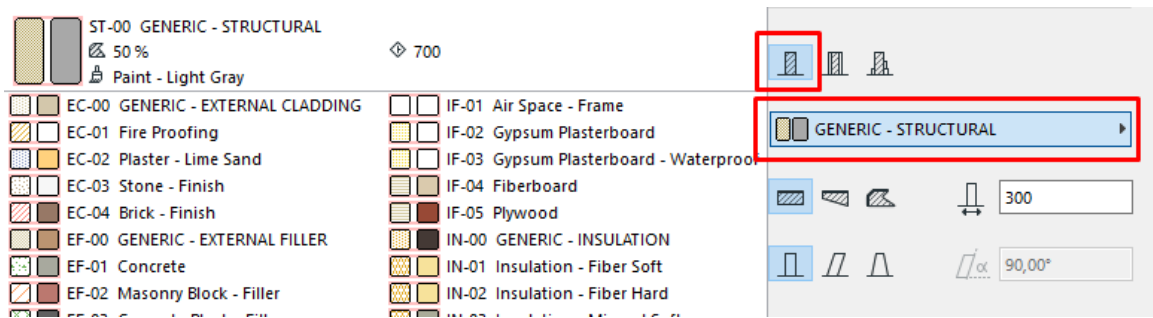 ST-00 GENERIC - STRUCTURAL
50 %
700
Paint - Light Gray
EC-00 GENERIC - EXTERNAL CLADDING
EC-01 Fire Proofing
EC-02 Plaster - Lime Sand
EC-03 Stone - Finish
EC-04 Brick - Finish
EF-00 GENERIC - EXTERNAL FILLER
EF-01 Concrete
EF-02 Masonry Block - Filler
IF-01 Air Space - Frame
IF-02 Gypsum Plasterboard
IF-03 Gypsum Plasterboard - Waterproof
IF-04 Fiberboard
IF-05 Plywood
IN-00 GENERIC - INSULATION
IN-01 Insulation - Fiber Soft
IN-02 Insulation - Fiber Hard
GENERIC - STRUCTURAL
300
α 90,00°